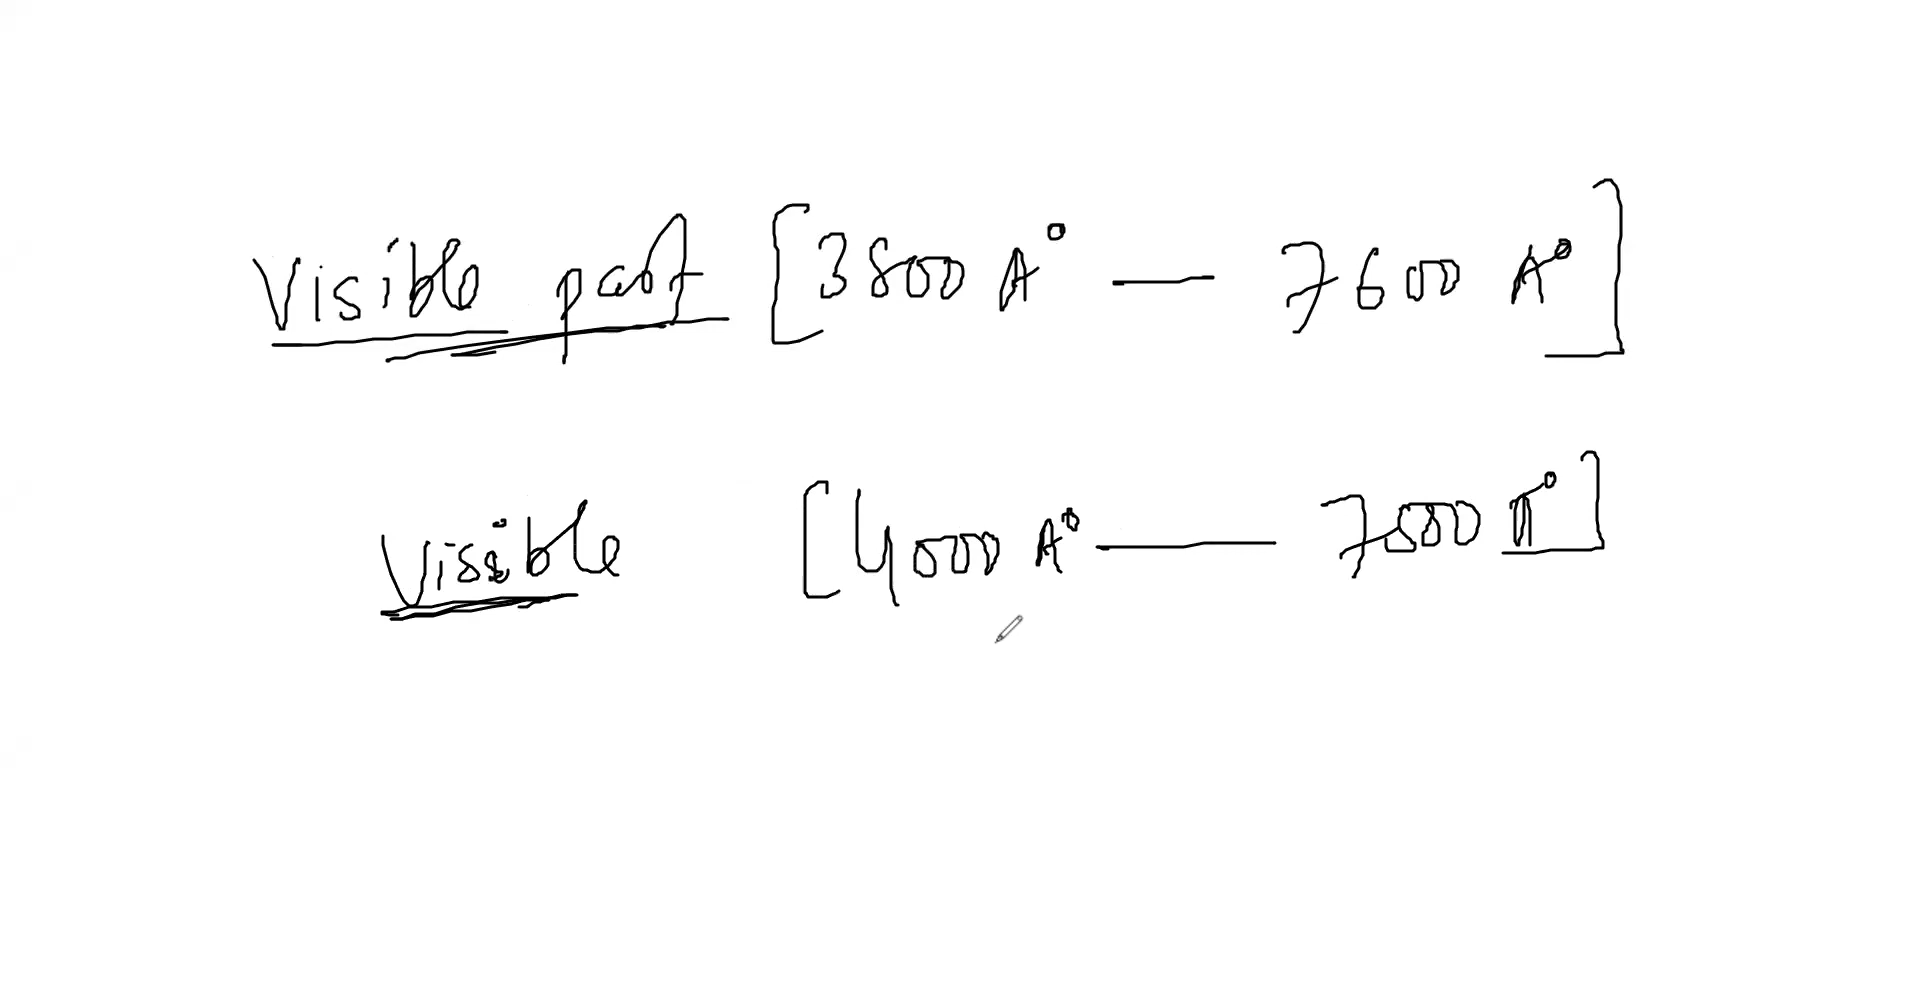 Visible part [3800 A° — 7600 A°]
Visible [4000 A° — 7800 A°]